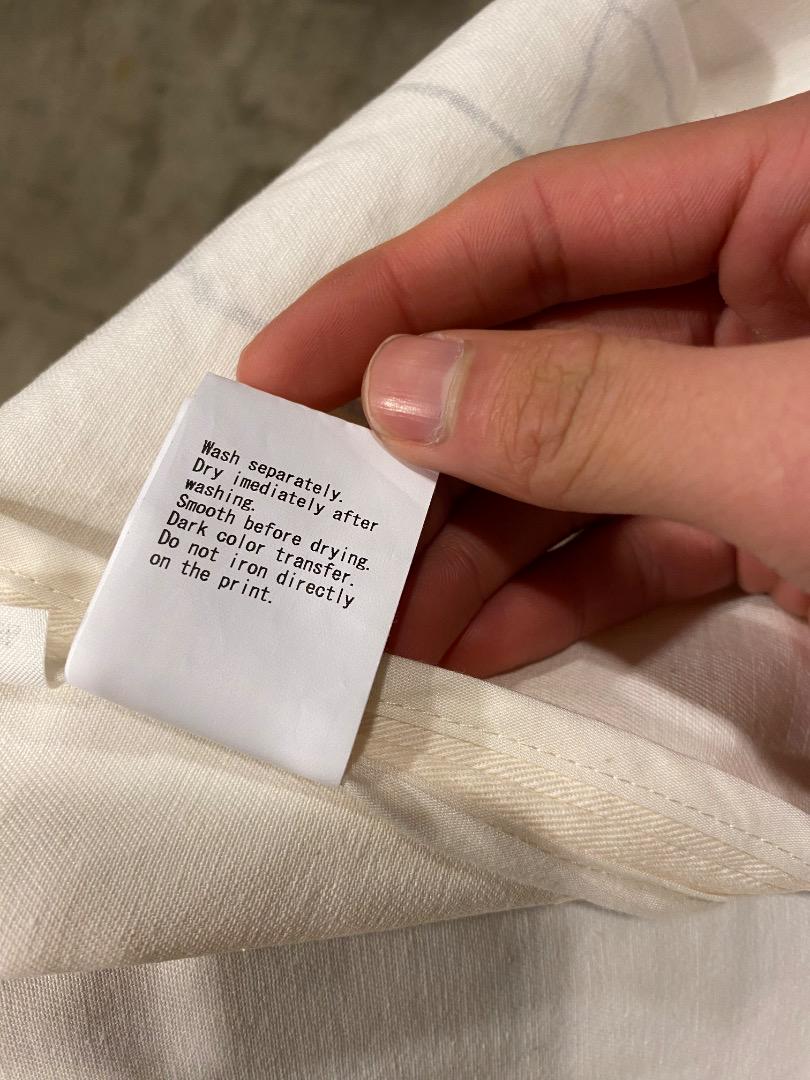 Wash separately.
Dry imediately after
washing.
Smooth before drying.
Dark color transfer.
Do not iron directly
on the print.